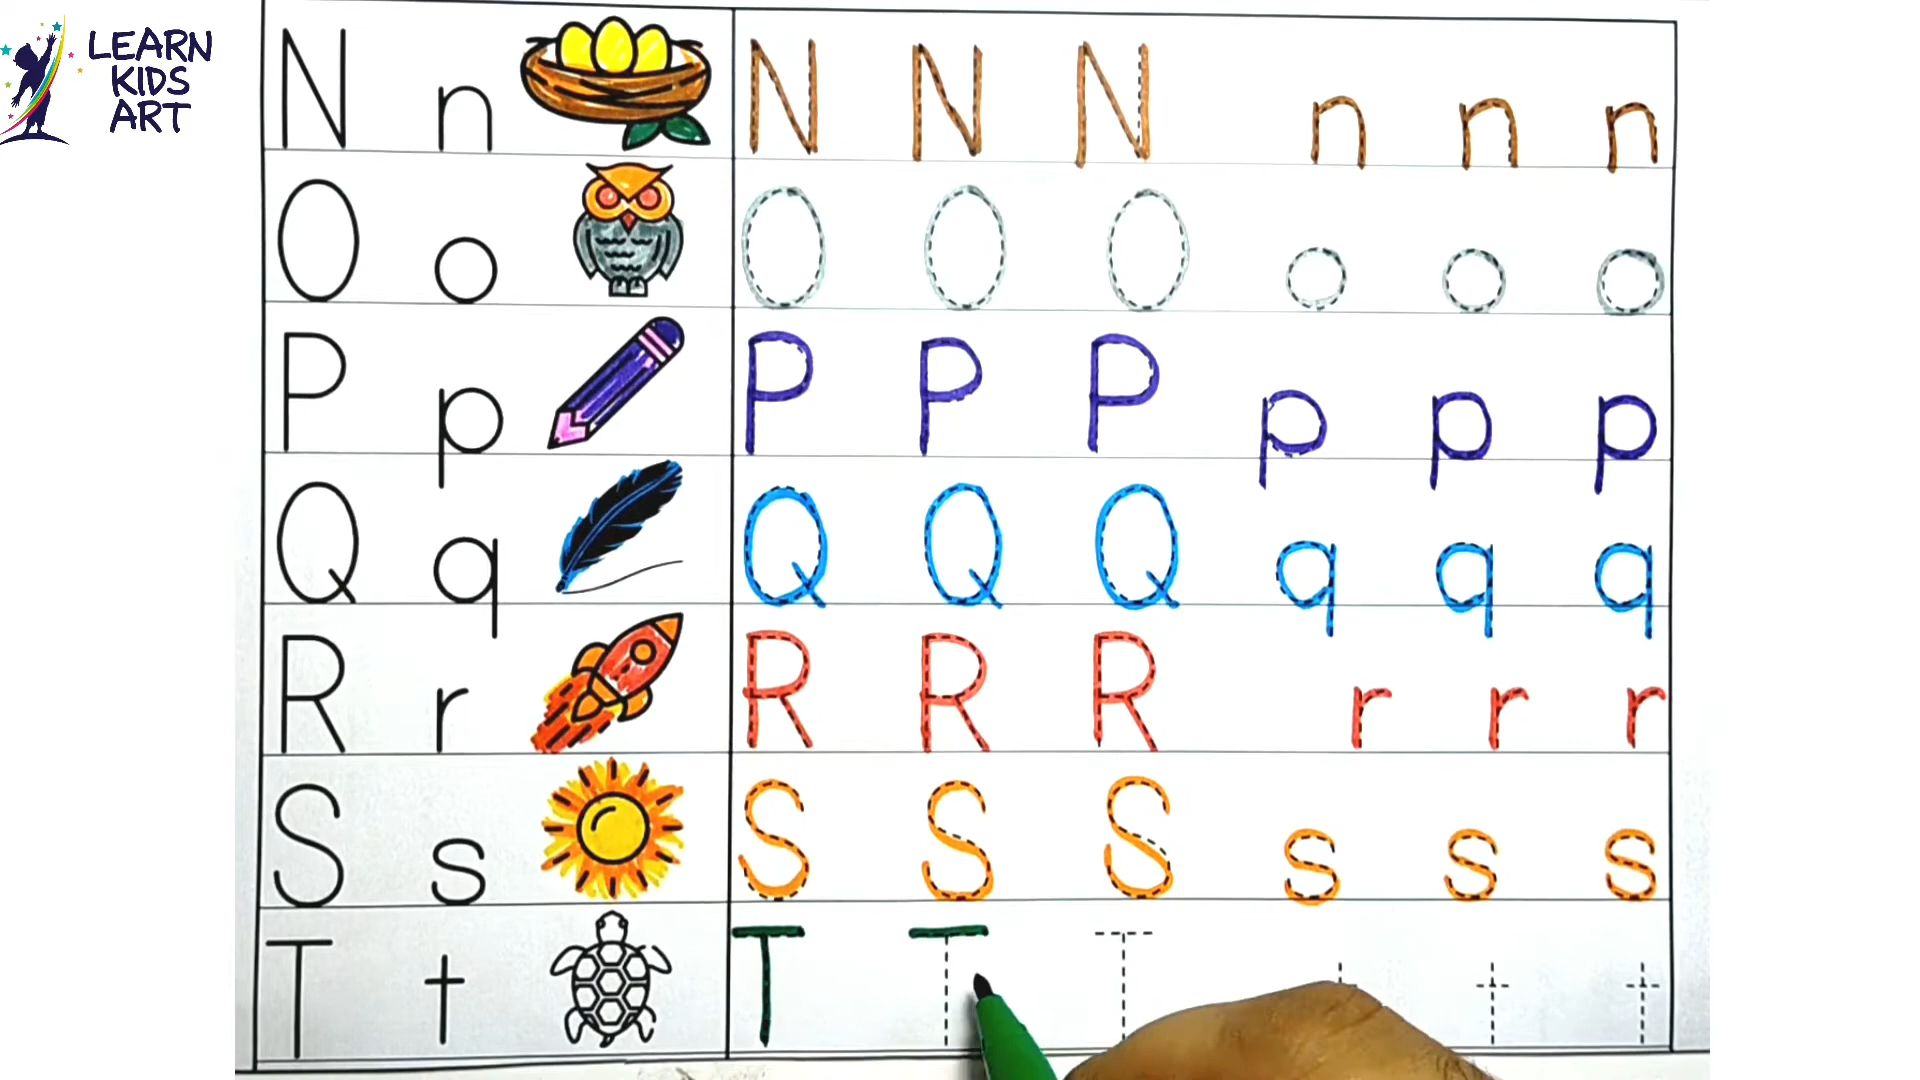 LEARN
KIDS
ART
N n N N N n n n
O o O O O o o o
P p P P P p p p
Q q Q Q Q q q q
R r R R R r r r
S s S S S s s s
T t T T T t t t